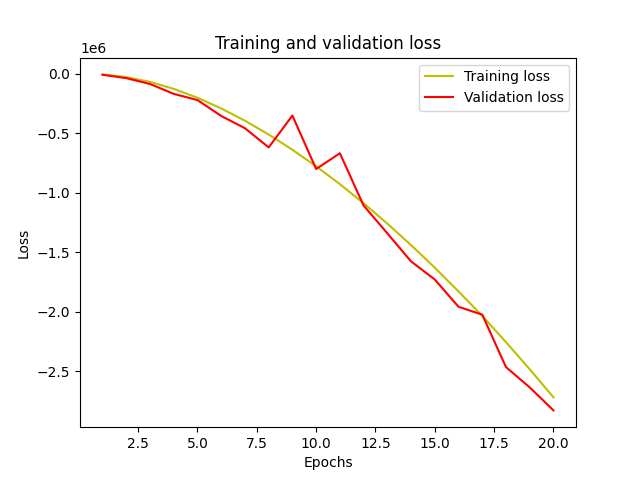 Training and validation loss
1e6
Training loss
Validation loss
0.0
−0.5
−1.0
−1.5
−2.0
−2.5
Loss
2.5 5.0 7.5 10.0 12.5 15.0 17.5 20.0
Epochs